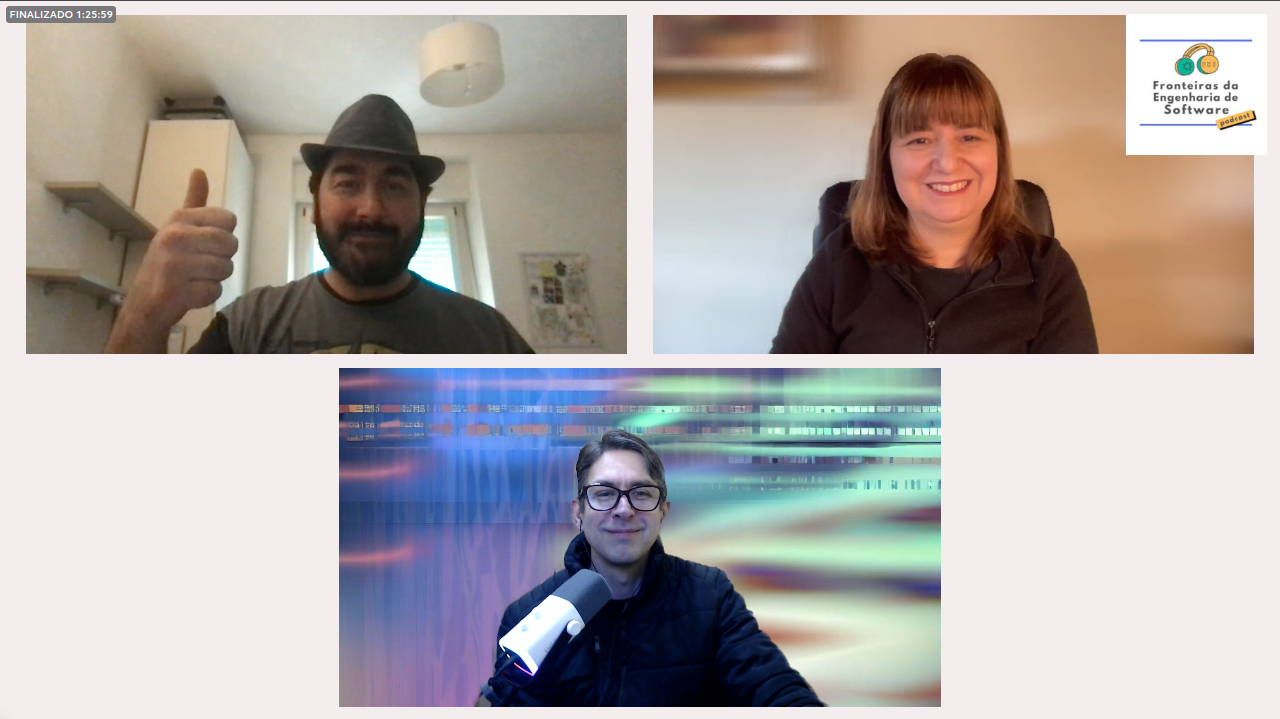 FINALIZADO 1:25:59
Fronteiras da
Engenharia de
Software
podcast